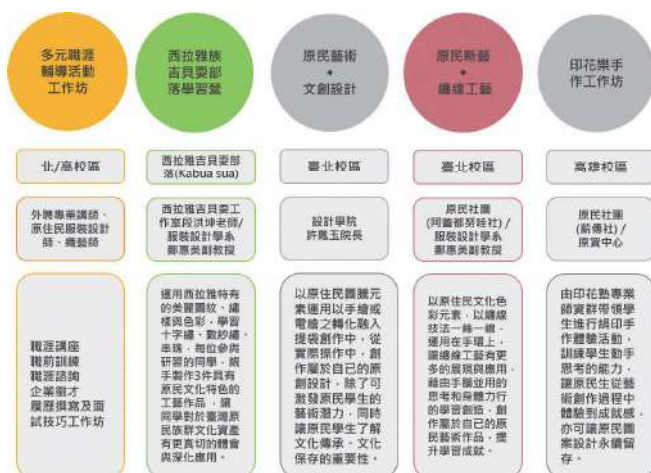 多元職涯
輔導活動
工作坊
西拉雅族
吉貝耍部
落學習營
原民藝術
+
文創設計
原民新藝
+
纏線工藝
印花樂手
作工作坊
北/高校區
西拉雅吉貝耍部
落(Kabua sua)
臺北校區
臺北校區
高雄校區
外聘專業講師、
原住民服裝設計
師、織藝師
西拉雅吉貝耍工
作室段洪坤老師/
服裝設計學系
鄭惠美副教授
設計學院
許鳳玉院長
原民社團
(阿蓋都努哇社) /
服裝設計學系
鄭惠美副教授
原民社團
(薪傳社) /
原資中心
職涯講座
職前訓練
職涯諮詢
企業徵才
履歷撰寫及面
試技巧工作坊
運用西拉雅特有
的美麗圖紋、繡
樣與色彩，學習
十字繡、數紗繡、
串珠，每位參與
研習的同學，親
手製作3件具有
原民文化特色的
工藝作品，讓
同學對於臺灣原
民族群文化資產
有更真切的體會
與深化應用。
以原住民圖騰元
素運用以手繪或
電繪之轉化融入
提袋創作中，從
實際操作中，創
作屬於自己的原
創設計，除了可
激發原民學生的
藝術潛力，同時
讓原民學生了解
文化傳承、文化
保存的重要性。
以原住民文化色
彩元素，以纏線
技法一絲一線，
運用在手環上，
讓纏線工藝有更
多的展現與應用，
藉由手腦並用的
思考和身體力行
的學習創造，創
作屬於自己的原
民藝術作品，提
升學習成就。
由印花塾專業
師資群帶領學
生進行絹印手
作體驗活動，
訓練學生動手
思考的能力，
讓原民生從藝
術創作過程中
體驗到成就感，
亦可讓原民圖
案設計永續留
存。